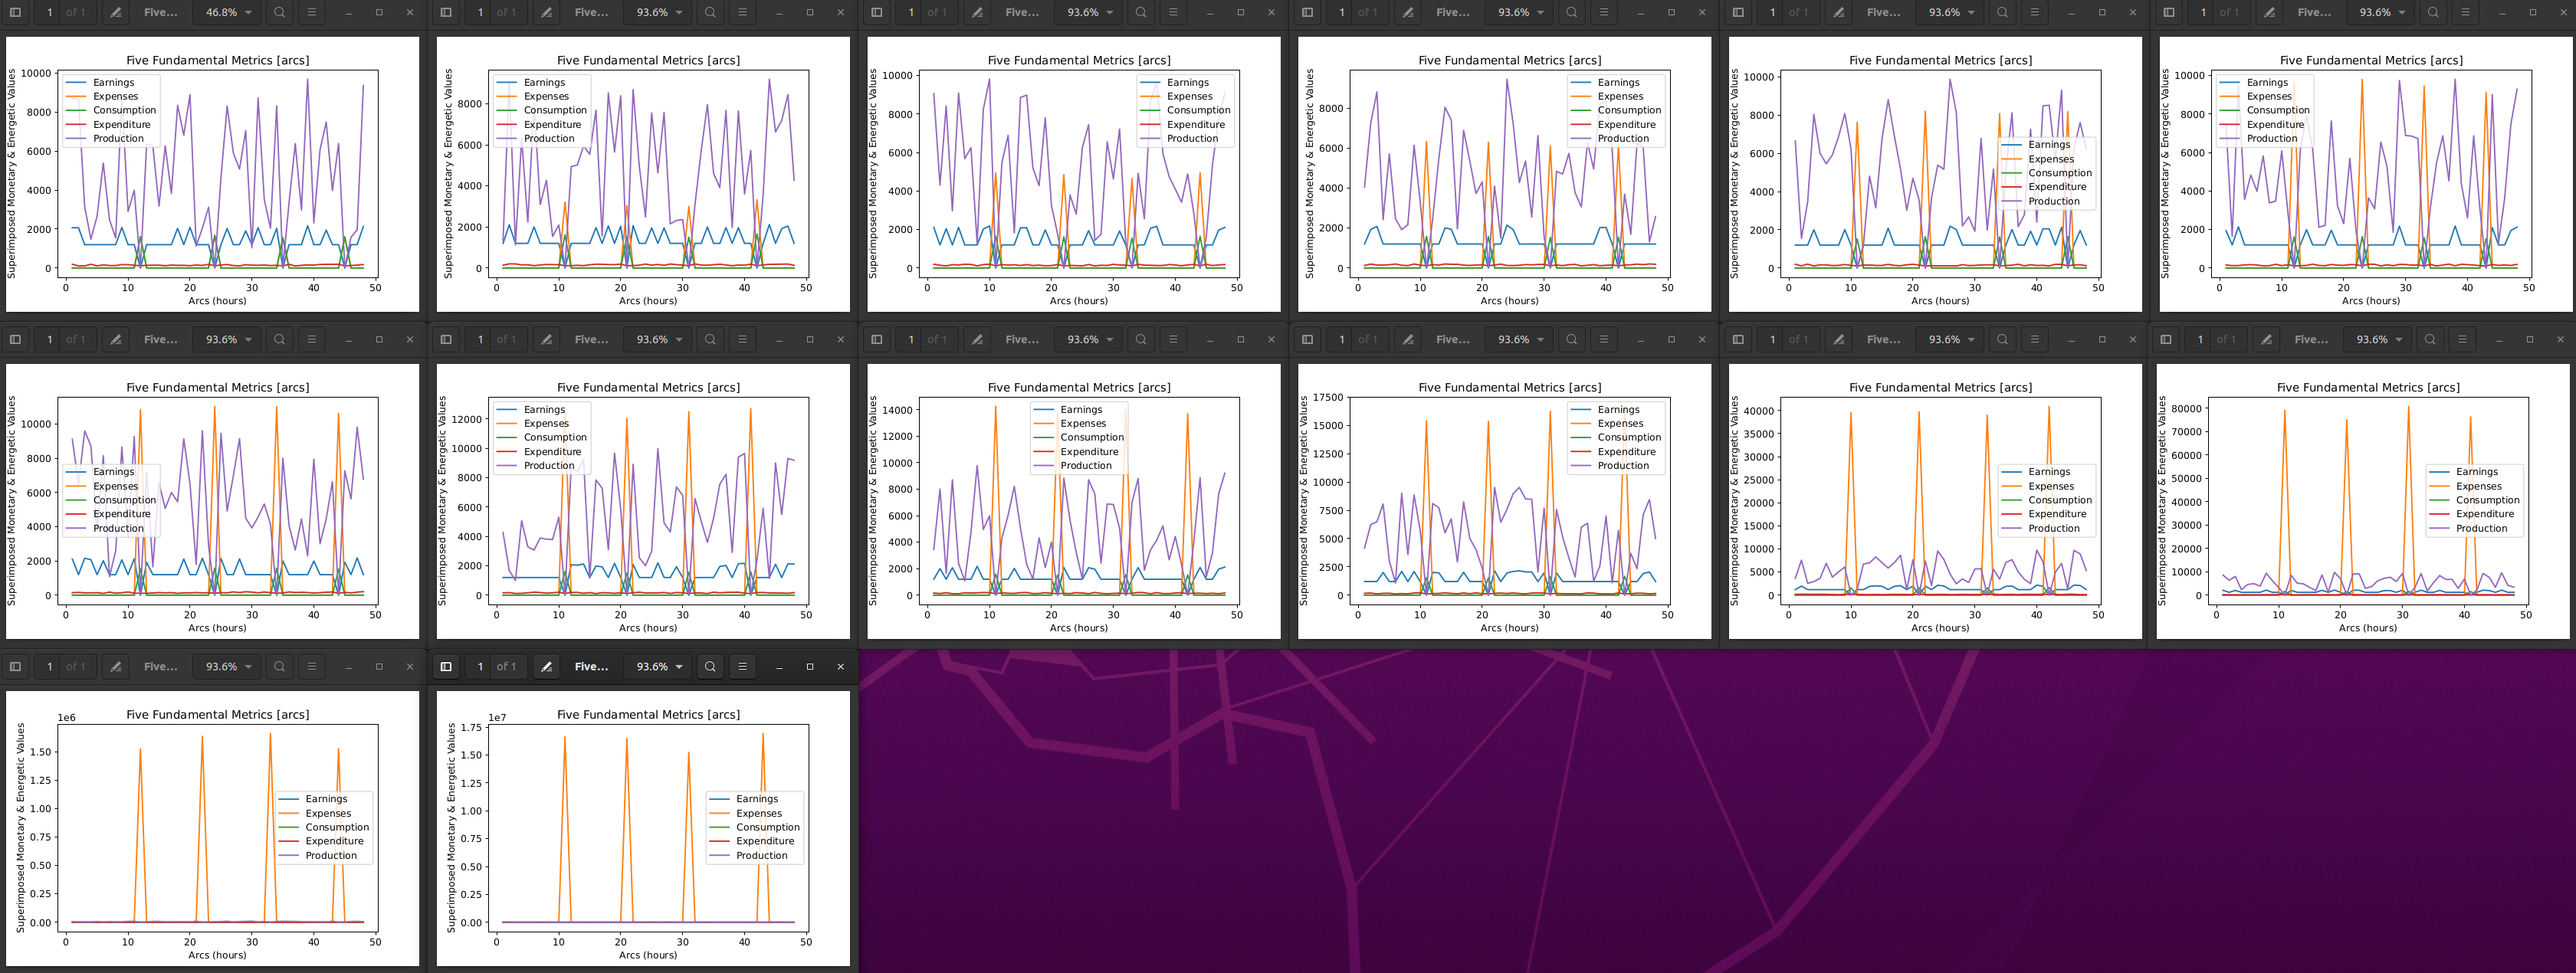 1 of 1 Five... 46.8%
Five Fundamental Metrics [arcs]
Superimposed Monetary & Energetic Values
10000
8000
6000
4000
2000
0
Earnings
Expenses
Consumption
Expenditure
Production
0 10 20 30 40 50
Arcs (hours)
1 of 1 Five... 93.6%
Five Fundamental Metrics [arcs]
Superimposed Monetary & Energetic Values
8000
6000
4000
2000
0
Earnings
Expenses
Consumption
Expenditure
Production
0 10 20 30 40 50
Arcs (hours)
1 of 1 Five... 93.6%
Five Fundamental Metrics [arcs]
Superimposed Monetary & Energetic Values
10000
8000
6000
4000
2000
0
Earnings
Expenses
Consumption
Expenditure
Production
0 10 20 30 40 50
Arcs (hours)
1 of 1 Five... 93.6%
Five Fundamental Metrics [arcs]
Superimposed Monetary & Energetic Values
8000
6000
4000
2000
0
Earnings
Expenses
Consumption
Expenditure
Production
0 10 20 30 40 50
Arcs (hours)
1 of 1 Five... 93.6%
Five Fundamental Metrics [arcs]
Superimposed Monetary & Energetic Values
10000
8000
6000
4000
2000
0
Earnings
Expenses
Consumption
Expenditure
Production
0 10 20 30 40 50
Arcs (hours)
1 of 1 Five... 93.6%
Five Fundamental Metrics [arcs]
Superimposed Monetary & Energetic Values
10000
8000
6000
4000
2000
0
Earnings
Expenses
Consumption
Expenditure
Production
0 10 20 30 40 50
Arcs (hours)
1 of 1 Five... 93.6%
Five Fundamental Metrics [arcs]
Superimposed Monetary & Energetic Values
10000
8000
6000
4000
2000
0
Earnings
Expenses
Consumption
Expenditure
Production
0 10 20 30 40 50
Arcs (hours)
1 of 1 Five... 93.6%
Five Fundamental Metrics [arcs]
Superimposed Monetary & Energetic Values
12000
10000
8000
6000
4000
2000
0
Earnings
Expenses
Consumption
Expenditure
Production
0 10 20 30 40 50
Arcs (hours)
1 of 1 Five... 93.6%
Five Fundamental Metrics [arcs]
Superimposed Monetary & Energetic Values
14000
12000
10000
8000
6000
4000
2000
0
Earnings
Expenses
Consumption
Expenditure
Production
0 10 20 30 40 50
Arcs (hours)
1 of 1 Five... 93.6%
Five Fundamental Metrics [arcs]
Superimposed Monetary & Energetic Values
17500
15000
12500
10000
7500
5000
2500
0
Earnings
Expenses
Consumption
Expenditure
Production
0 10 20 30 40 50
Arcs (hours)
1 of 1 Five... 93.6%
Five Fundamental Metrics [arcs]
Superimposed Monetary & Energetic Values
40000
35000
30000
25000
20000
15000
10000
5000
0
Earnings
Expenses
Consumption
Expenditure
Production
0 10 20 30 40 50
Arcs (hours)
1 of 1 Five... 93.6%
Five Fundamental Metrics [arcs]
Superimposed Monetary & Energetic Values
80000
70000
60000
50000
40000
30000
20000
10000
0
Earnings
Expenses
Consumption
Expenditure
Production
0 10 20 30 40 50
Arcs (hours)
1 of 1 Five... 93.6%
Five Fundamental Metrics [arcs]
1e6
Superimposed Monetary & Energetic Values
1.50
1.25
1.00
0.75
0.50
0.25
0.00
Earnings
Expenses
Consumption
Expenditure
Production
0 10 20 30 40 50
Arcs (hours)
1 of 1 Five... 93.6%
Five Fundamental Metrics [arcs]
1e7
Superimposed Monetary & Energetic Values
1.75
1.50
1.25
1.00
0.75
0.50
0.25
0.00
Earnings
Expenses
Consumption
Expenditure
Production
0 10 20 30 40 50
Arcs (hours)